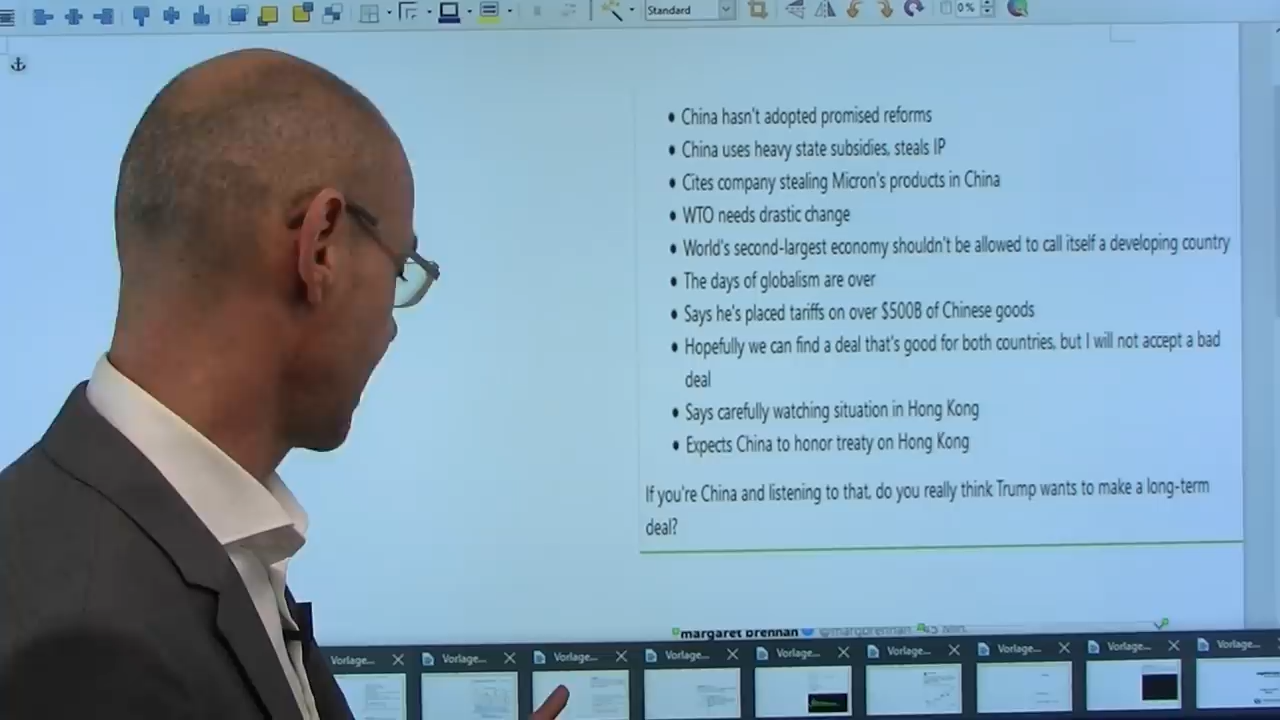 Standard
0%
• China hasn't adopted promised reforms
• China uses heavy state subsidies, steals IP
• Cites company stealing Micron's products in China
• WTO needs drastic change
• World's second-largest economy shouldn't be allowed to call itself a developing country
• The days of globalism are over
• Says he's placed tariffs on over $500B of Chinese goods
• Hopefully we can find a deal that's good for both countries, but I will not accept a bad
deal
• Says carefully watching situation in Hong Kong
• Expects China to honor treaty on Hong Kong
If you're China and listening to that, do you really think Trump wants to make a long-term
deal?
margaret brennan @margbrennan 45 Min.
Vorlage... Vorlage... Vorlage... Vorlage... Vorlage... Vorlage... Vorlage... Vorlage... Vorlage...